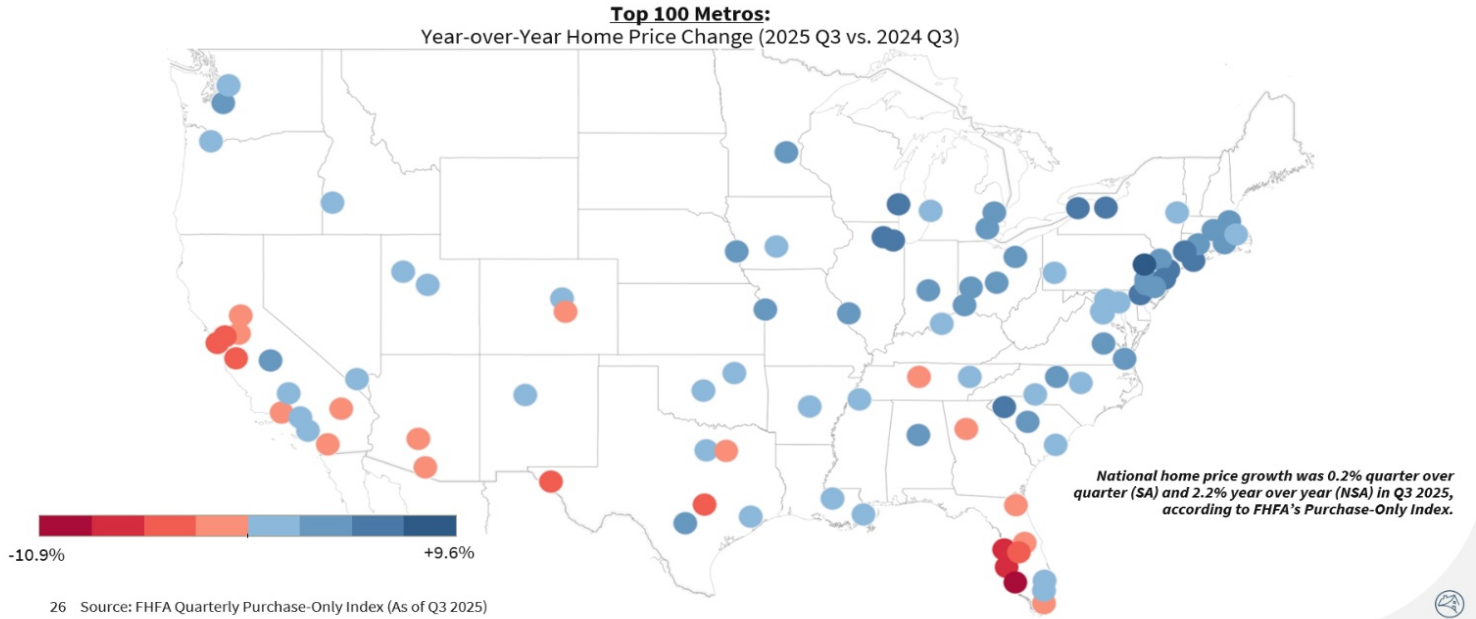 Top 100 Metros:
Year-over-Year Home Price Change (2025 Q3 vs. 2024 Q3)
National home price growth was 0.2% quarter over
quarter (SA) and 2.2% year over year (NSA) in Q3 2025,
according to FHFA's Purchase-Only Index.
-10.9%
+9.6%
26 Source: FHFA Quarterly Purchase-Only Index (As of Q3 2025)